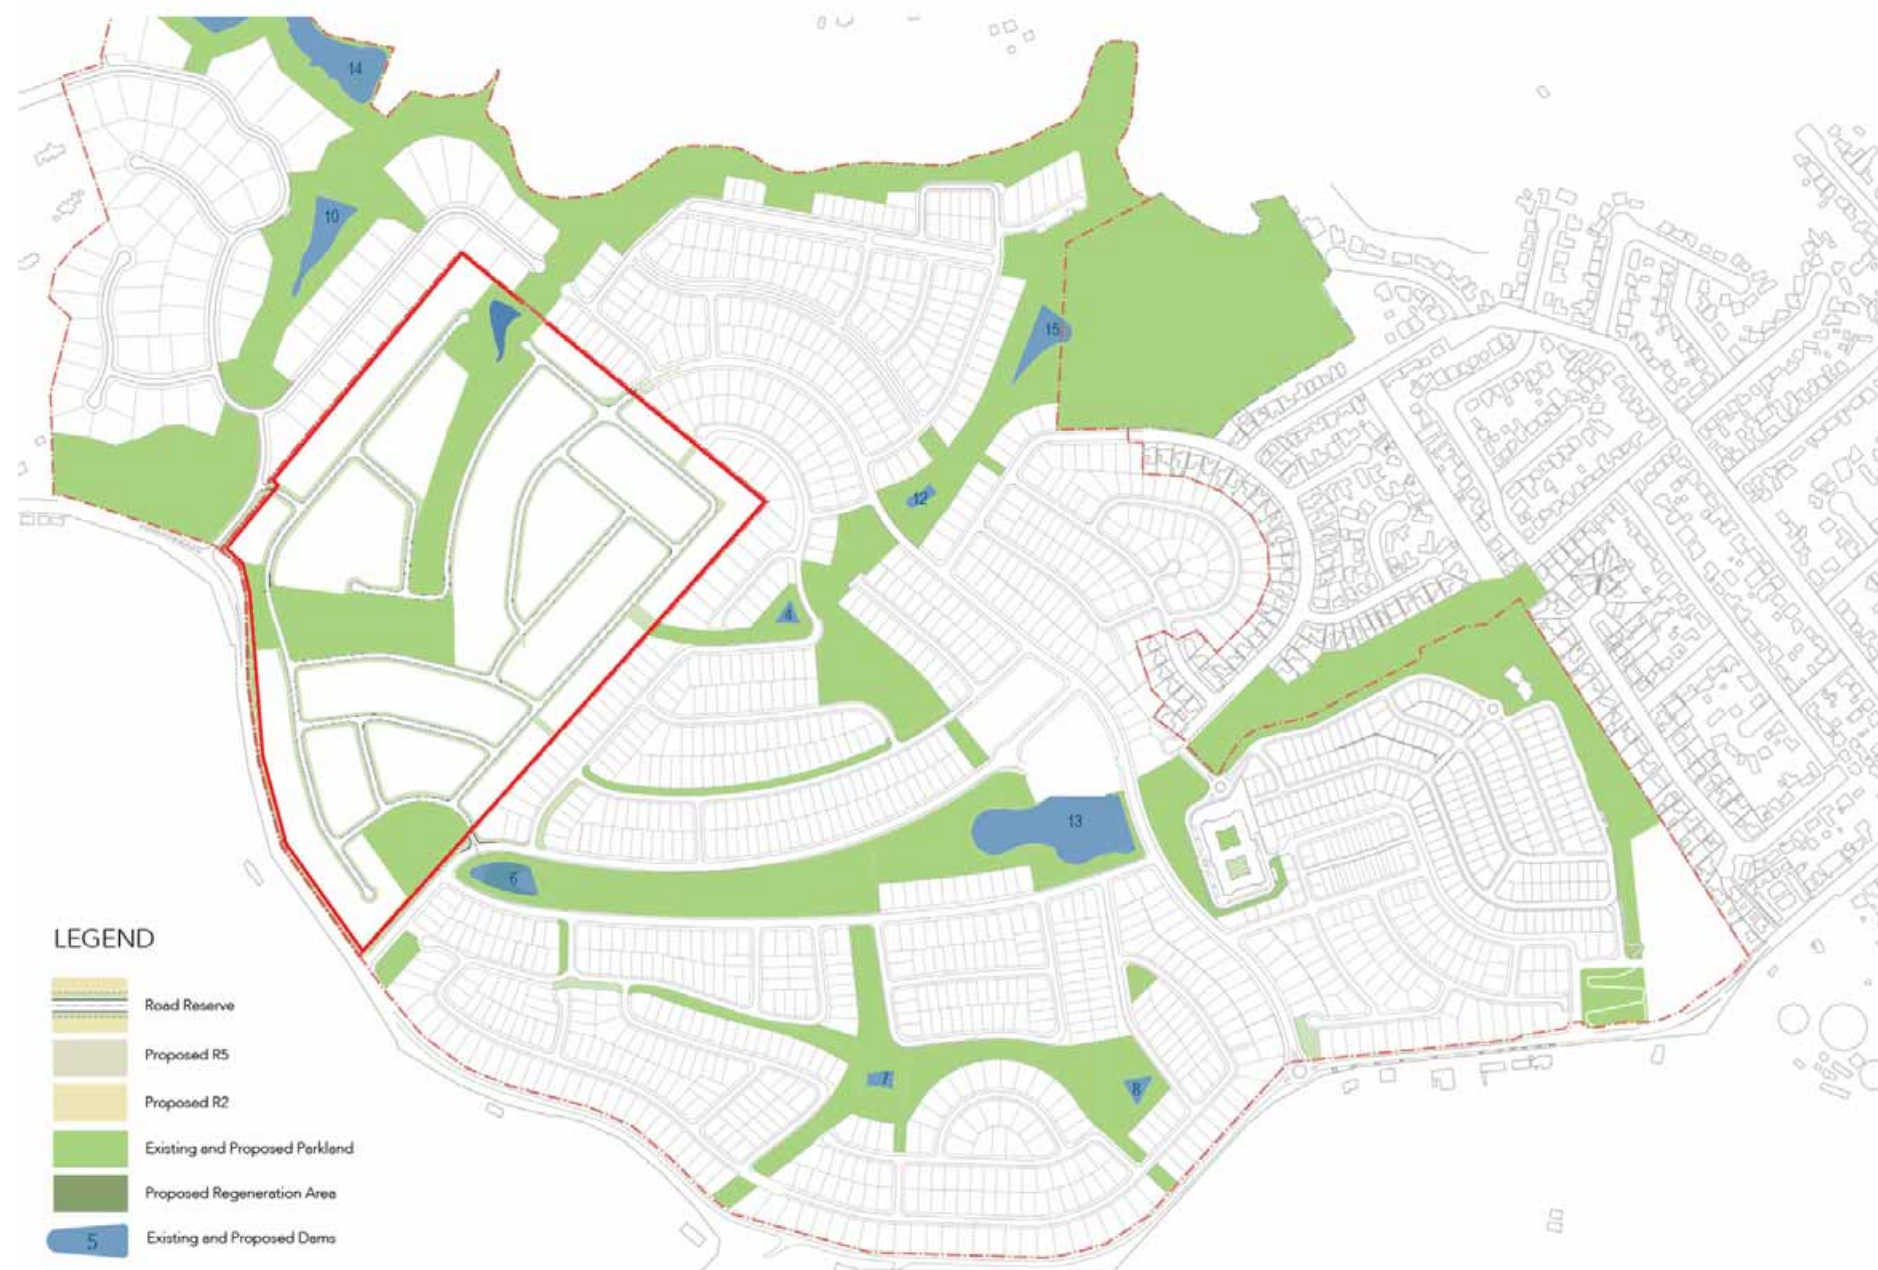 14
10
15
12
4
13
6
7
8
LEGEND
Road Reserve
Proposed R5
Proposed R2
Existing and Proposed Parkland
Proposed Regeneration Area
5
Existing and Proposed Dams